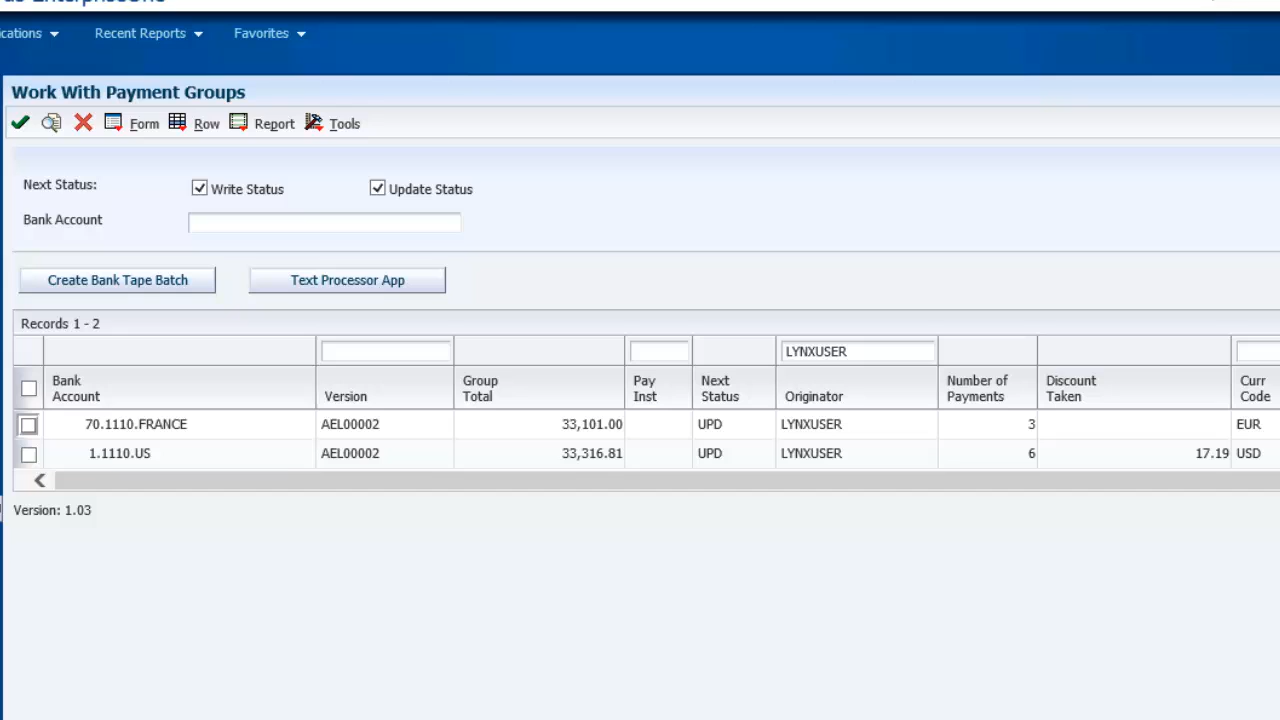 cations Recent Reports Favorites
Work With Payment Groups
Form Row Report Tools
Next Status: Write Status Update Status
Bank Account
Create Bank Tape Batch Text Processor App
Records 1 - 2
LYNXUSER
Bank Account Version Group Total Pay Inst Next Status Originator Number of Payments Discount Taken Curr Code
70.1110.FRANCE AEL00002 33,101.00 UPD LYNXUSER 3 EUR
1.1110.US AEL00002 33,316.81 UPD LYNXUSER 6 17.19 USD
Version: 1.03